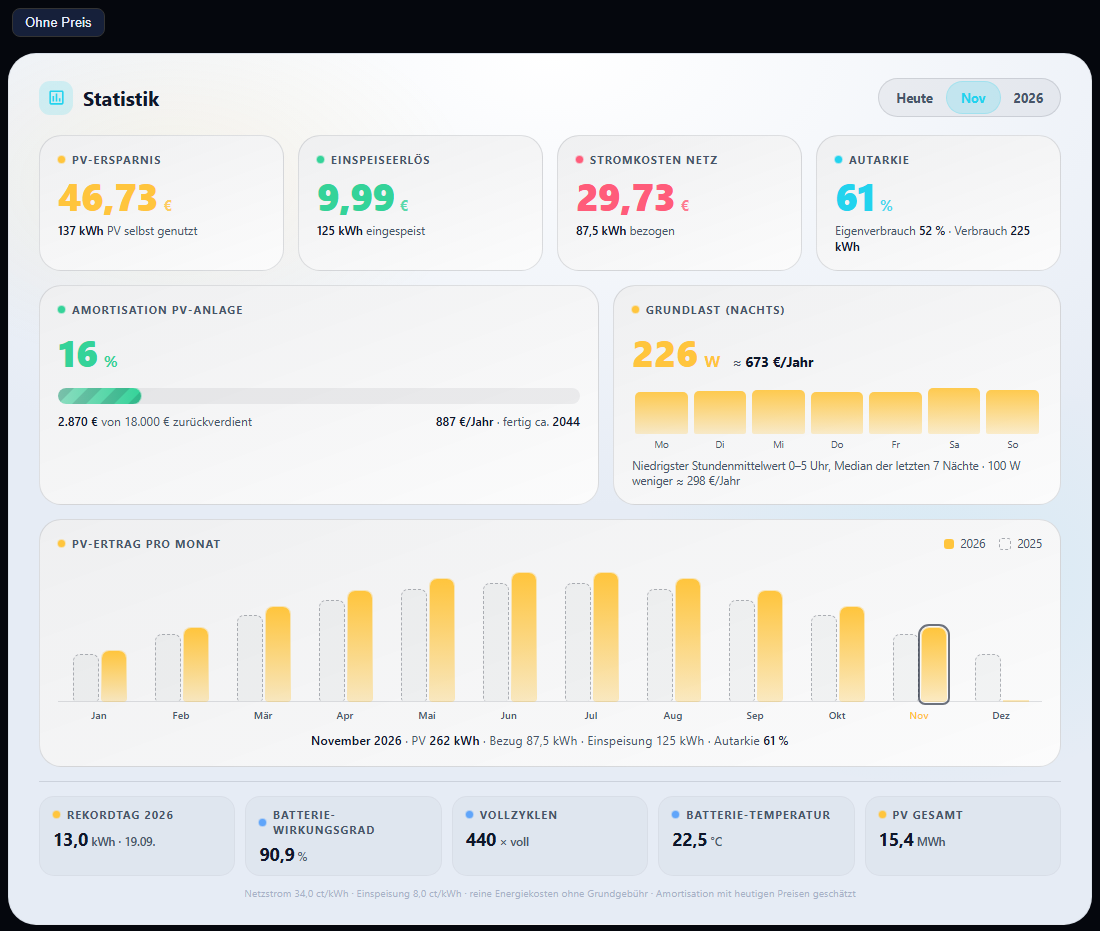 Ohne Preis
Statistik
Heute Nov 2026
PV-ERSPARNIS
46,73 €
137 kWh PV selbst genutzt
EINSPEISEERLÖS
9,99 €
125 kWh eingespeist
STROMKOSTEN NETZ
29,73 €
87,5 kWh bezogen
AUTARKIE
61 %
Eigenverbrauch 52 % · Verbrauch 225
kWh
AMORTISATION PV-ANLAGE
16 %
2.870 € von 18.000 € zurückverdient
887 €/Jahr · fertig ca. 2044
GRUNDLAST (NACHTS)
226 W ≈ 673 €/Jahr
Mo Di Mi Do Fr Sa So
Niedrigster Stundenmittelwert 0–5 Uhr, Median der letzten 7 Nächte · 100 W
weniger ≈ 298 €/Jahr
PV-ERTRAG PRO MONAT
2026 2025
Jan Feb Mär Apr Mai Jun Jul Aug Sep Okt Nov Dez
November 2026 · PV 262 kWh · Bezug 87,5 kWh · Einspeisung 125 kWh · Autarkie 61 %
REKORDTAG 2026
13,0 kWh · 19.09.
BATTERIE-
WIRKUNGSGRAD
90,9 %
VOLLZYKLEN
440 × voll
BATTERIE-TEMPERATUR
22,5 °C
PV GESAMT
15,4 MWh
Netzstrom 34,0 ct/kWh · Einspeisung 8,0 ct/kWh · reine Energiekosten ohne Grundgebühr · Amortisation mit heutigen Preisen geschätzt